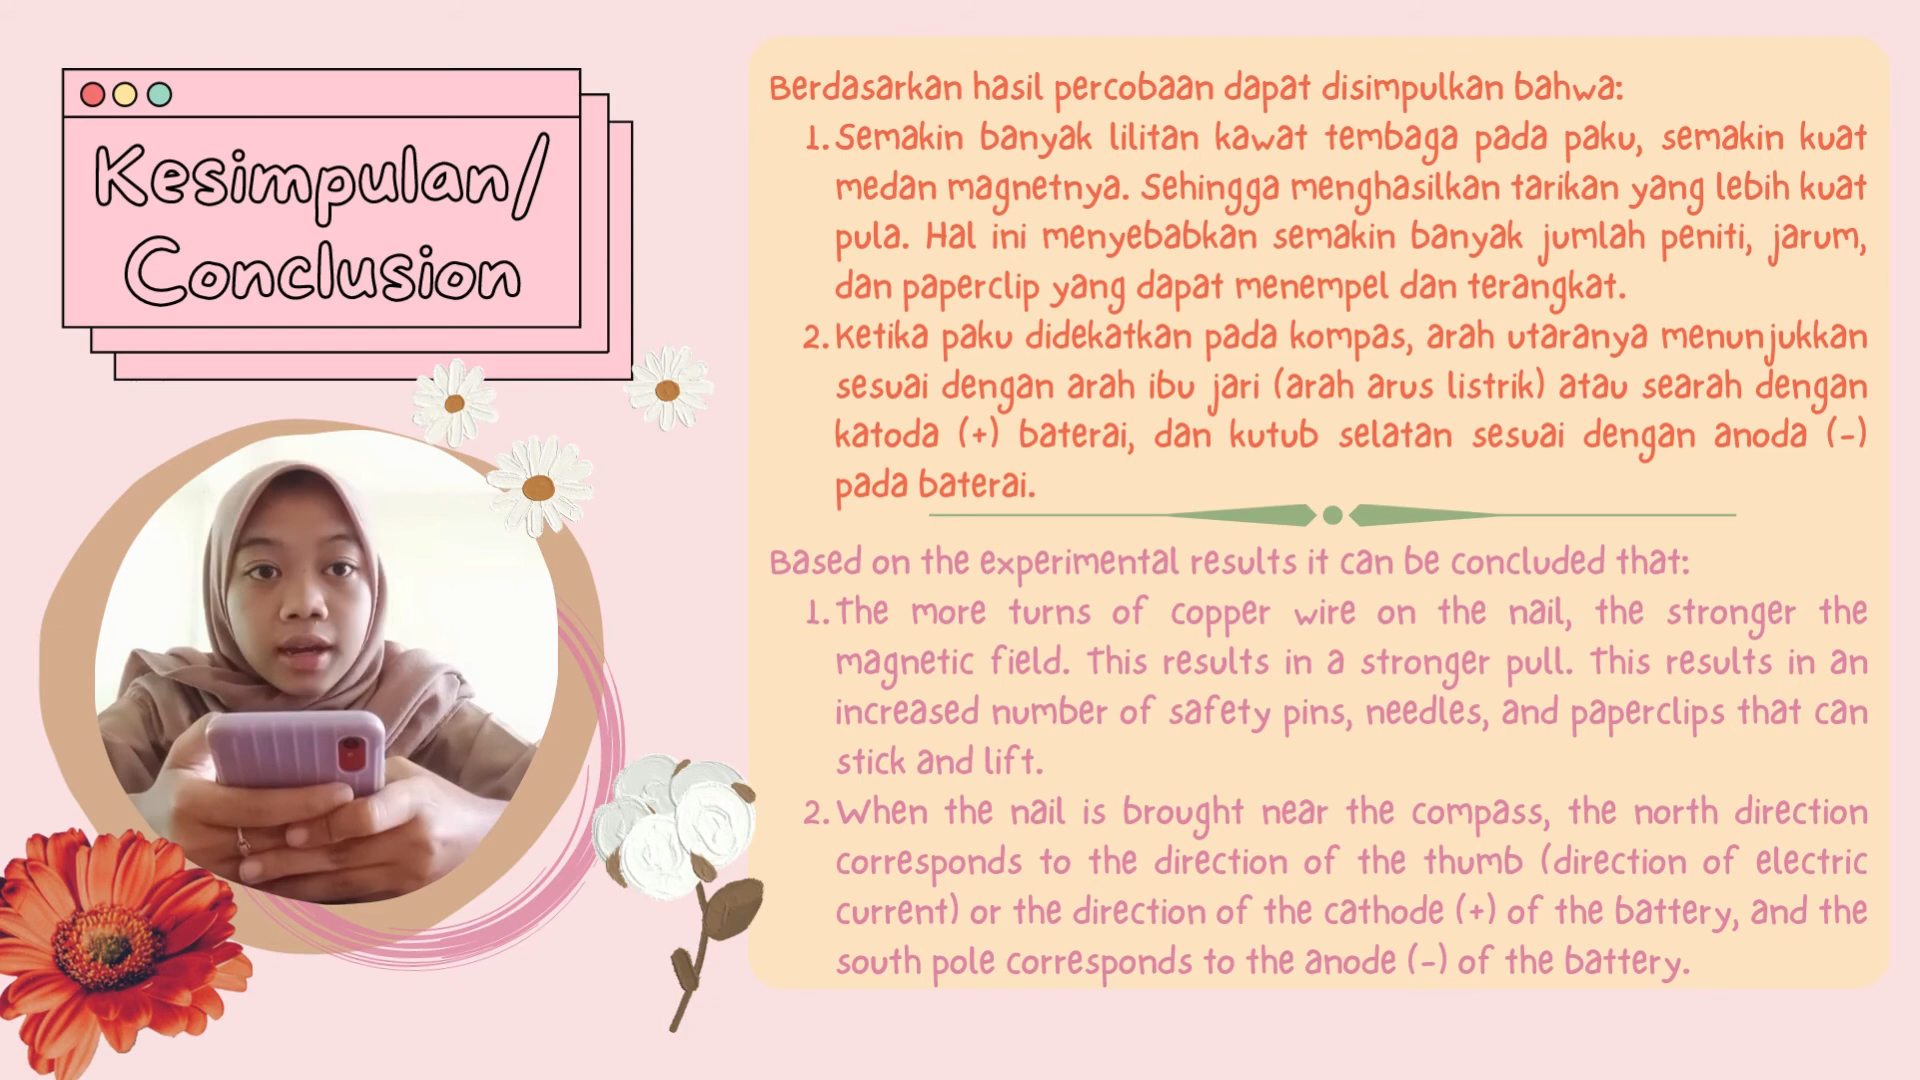 Kesimpulan/
Conclusion
Berdasarkan hasil percobaan dapat disimpulkan bahwa:
1. Semakin banyak lilitan kawat tembaga pada paku, semakin kuat
medan magnetnya. Sehingga menghasilkan tarikan yang lebih kuat
pula. Hal ini menyebabkan semakin banyak jumlah peniti, jarum,
dan paperclip yang dapat menempel dan terangkat.
2. Ketika paku didekatkan pada kompas, arah utaranya menunjukkan
sesuai dengan arah ibu jari (arah arus listrik) atau searah dengan
katoda (+) baterai, dan kutub selatan sesuai dengan anoda (-)
pada baterai.
Based on the experimental results it can be concluded that:
1. The more turns of copper wire on the nail, the stronger the
magnetic field. This results in a stronger pull. This results in an
increased number of safety pins, needles, and paperclips that can
stick and lift.
2. When the nail is brought near the compass, the north direction
corresponds to the direction of the thumb (direction of electric
current) or the direction of the cathode (+) of the battery, and the
south pole corresponds to the anode (-) of the battery.